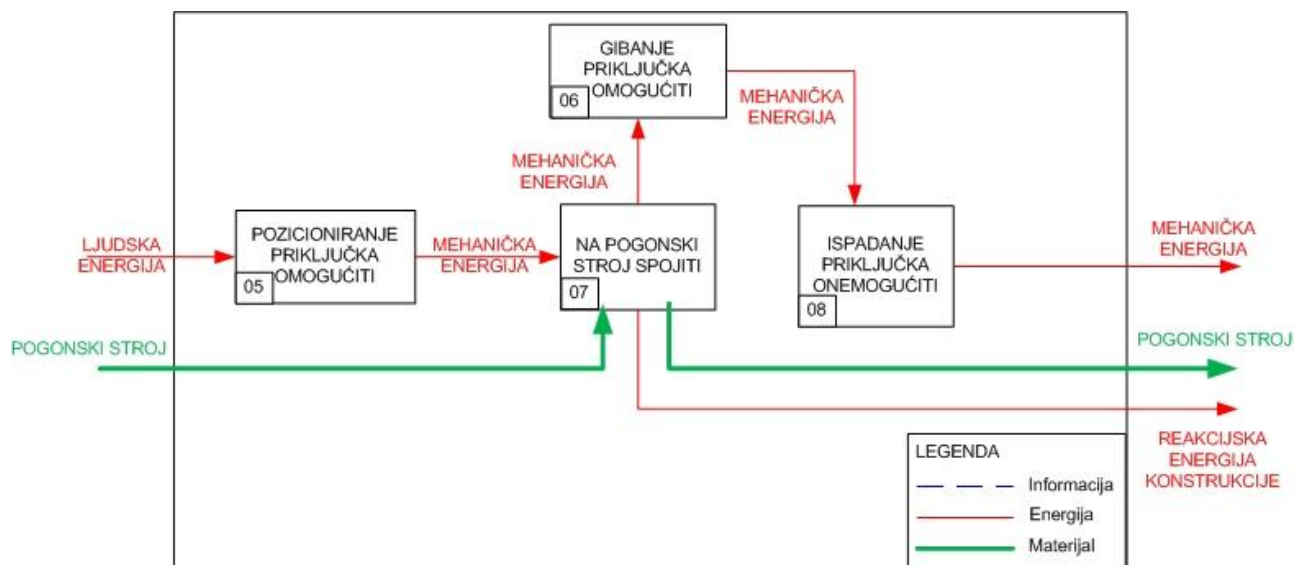 GIBANJE
PRIKLJUČKA
OMOGUĆITI
06
MEHANIČKA
ENERGIJA
MEHANIČKA
ENERGIJA
LJUDSKA
ENERGIJA
POZICIONIRANJE
PRIKLJUČKA
OMOGUĆITI
05
MEHANIČKA
ENERGIJA
NA POGONSKI
STROJ SPOJITI
07
ISPADANJE
PRIKLJUČKA
ONEMOGUĆITI
08
MEHANIČKA
ENERGIJA
POGONSKI STROJ
POGONSKI STROJ
REAKCIJSKA
ENERGIJA
KONSTRUKCIJE
LEGENDA
Informacija
Energija
Materijal